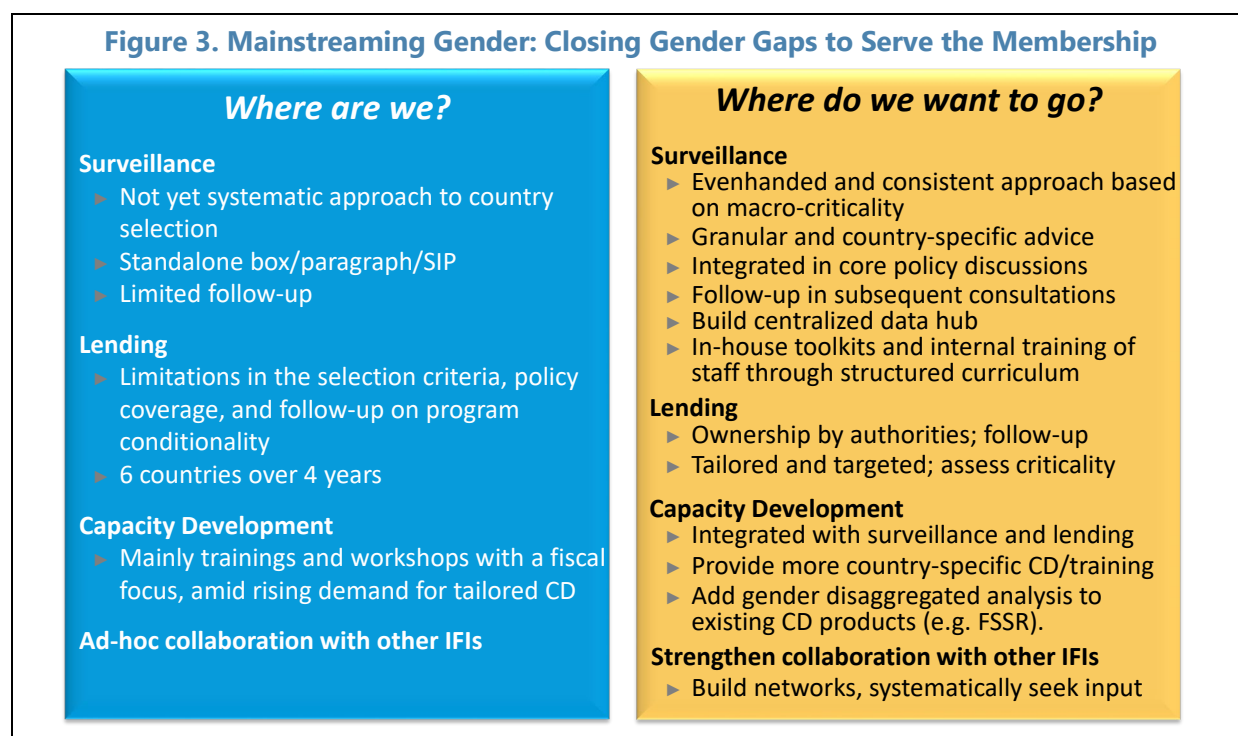 Figure 3. Mainstreaming Gender: Closing Gender Gaps to Serve the Membership
Where are we?
Surveillance
► Not yet systematic approach to country
selection
► Standalone box/paragraph/SIP
► Limited follow-up
Lending
► Limitations in the selection criteria, policy
coverage, and follow-up on program
conditionality
► 6 countries over 4 years
Capacity Development
► Mainly trainings and workshops with a fiscal
focus, amid rising demand for tailored CD
Ad-hoc collaboration with other IFIs
Where do we want to go?
Surveillance
► Evenhanded and consistent approach based
on macro-criticality
► Granular and country-specific advice
► Integrated in core policy discussions
► Follow-up in subsequent consultations
► Build centralized data hub
► In-house toolkits and internal training of
staff through structured curriculum
Lending
► Ownership by authorities; follow-up
► Tailored and targeted; assess criticality
Capacity Development
► Integrated with surveillance and lending
► Provide more country-specific CD/training
► Add gender disaggregated analysis to
existing CD products (e.g. FSSR).
Strengthen collaboration with other IFIs
► Build networks, systematically seek input